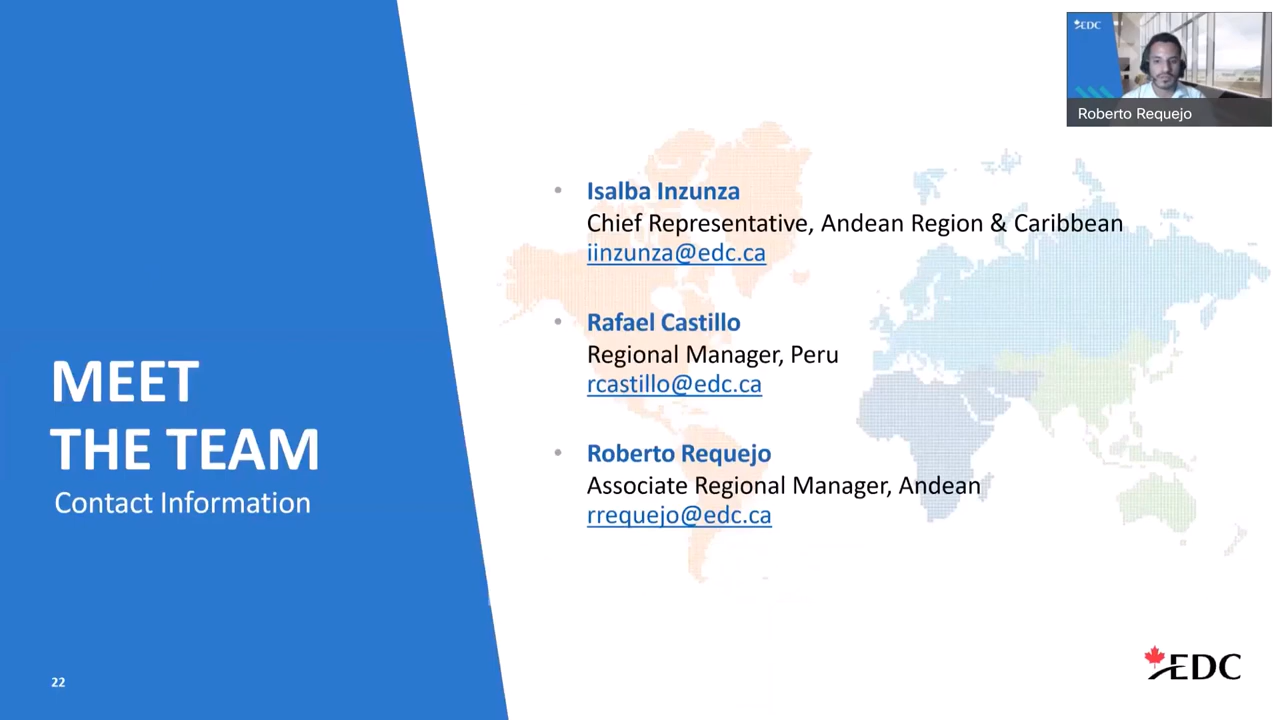 EDC
Roberto Requejo
Isalba Inzunza
Chief Representative, Andean Region & Caribbean
iinzunza@edc.ca
Rafael Castillo
Regional Manager, Peru
rcastillo@edc.ca
Roberto Requejo
Associate Regional Manager, Andean
rrequejo@edc.ca
MEET
THE TEAM
Contact Information
22
EDC